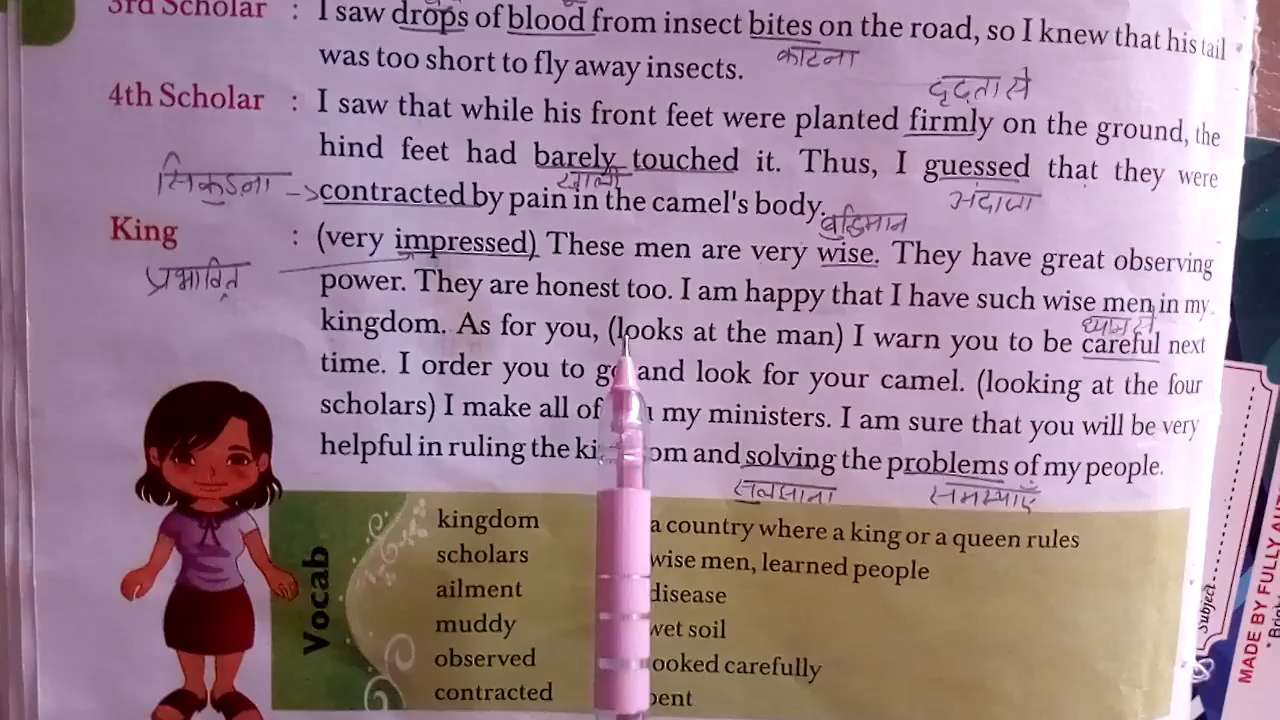 3rd Scholar : I saw drops of blood from insect bites on the road, so I knew that his tail
was too short to fly away insects.
काटना
दृढ़ता से
4th Scholar : I saw that while his front feet were planted firmly on the ground, the
hind feet had barely touched it. Thus, I guessed that they were
सिकुडना
खाली
अंदाजा
contracted by pain in the camel's body.
बुद्धिमान
King : (very impressed) These men are very wise. They have great observing
प्रभावित
power. They are honest too. I am happy that I have such wise men in my
ध्यान से
kingdom. As for you, (looks at the man) I warn you to be careful next
time. I order you to go and look for your camel. (looking at the four
scholars) I make all of my ministers. I am sure that you will be very
helpful in ruling the kingdom and solving the problems of my people.
समस्याएँ
Vocab
kingdom a country where a king or a queen rules
scholars wise men, learned people
ailment disease
muddy wet soil
observed looked carefully
contracted bent
Subject
MADE BY FULLY AUT